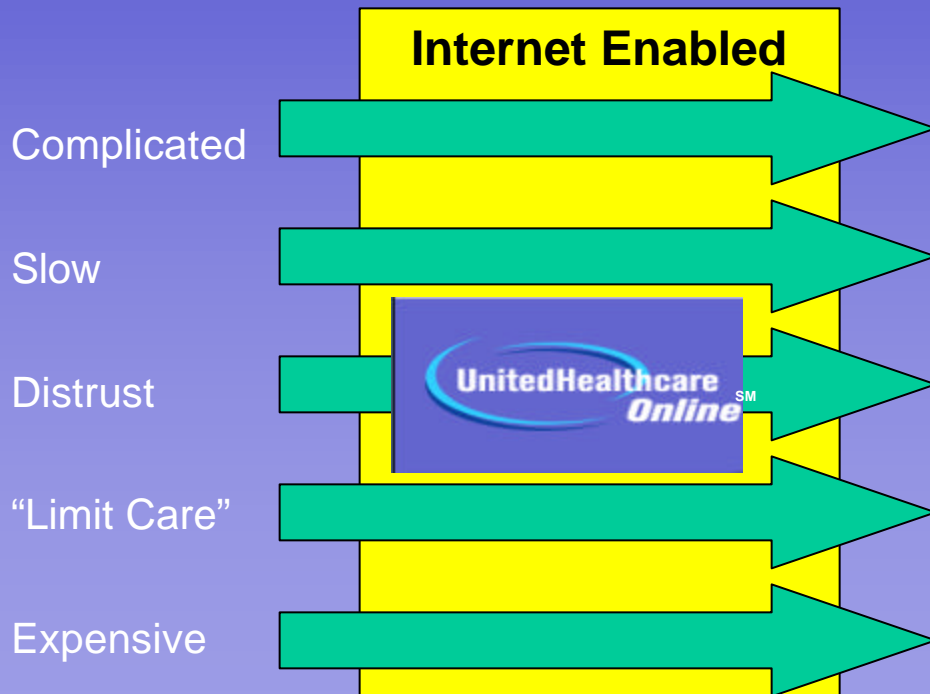 Internet Enabled
Complicated
Slow
Distrust
UnitedHealthcare
Online SM
“Limit Care”
Expensive